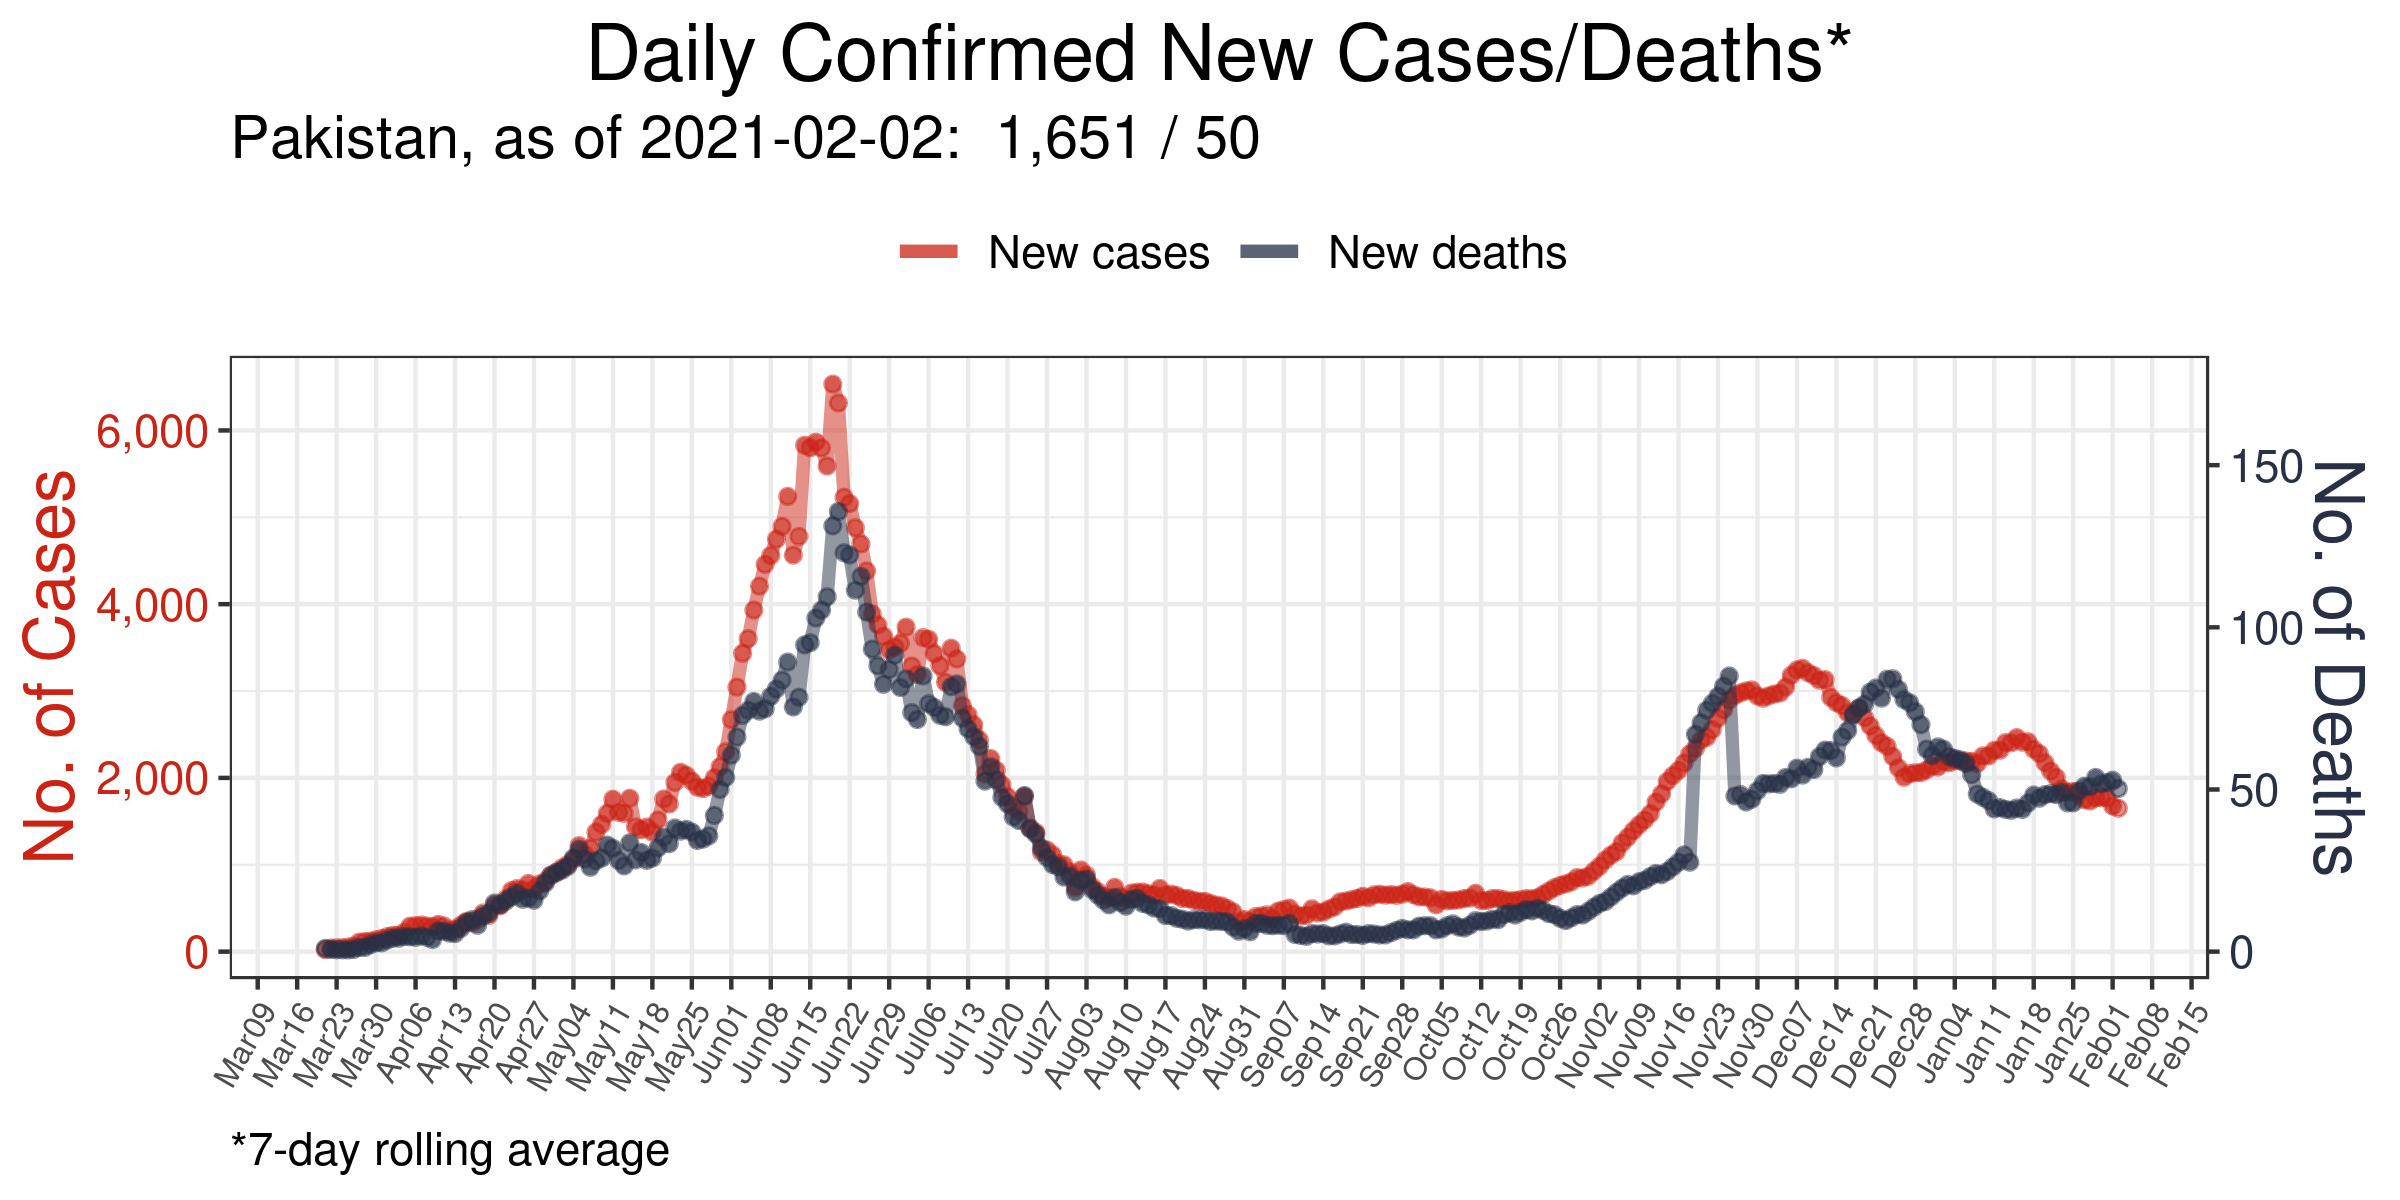 Daily Confirmed New Cases/Deaths*
Pakistan, as of 2021-02-02: 1,651 / 50
New cases
New deaths
No. of Cases
6,000
4,000
2,000
0
150
100
50
0
No. of Deaths
Mar09
Mar16
Mar23
Mar30
Apr06
Apr13
Apr20
Apr27
May04
May11
May18
May25
Jun01
Jun08
Jun15
Jun22
Jun29
Jul06
Jul13
Jul20
Jul27
Aug03
Aug10
Aug17
Aug24
Aug31
Sep07
Sep14
Sep21
Sep28
Oct05
Oct12
Oct19
Oct26
Nov02
Nov09
Nov16
Nov23
Nov30
Dec07
Dec14
Dec21
Dec28
Jan04
Jan11
Jan18
Jan25
Feb01
Feb08
Feb15
*7-day rolling average